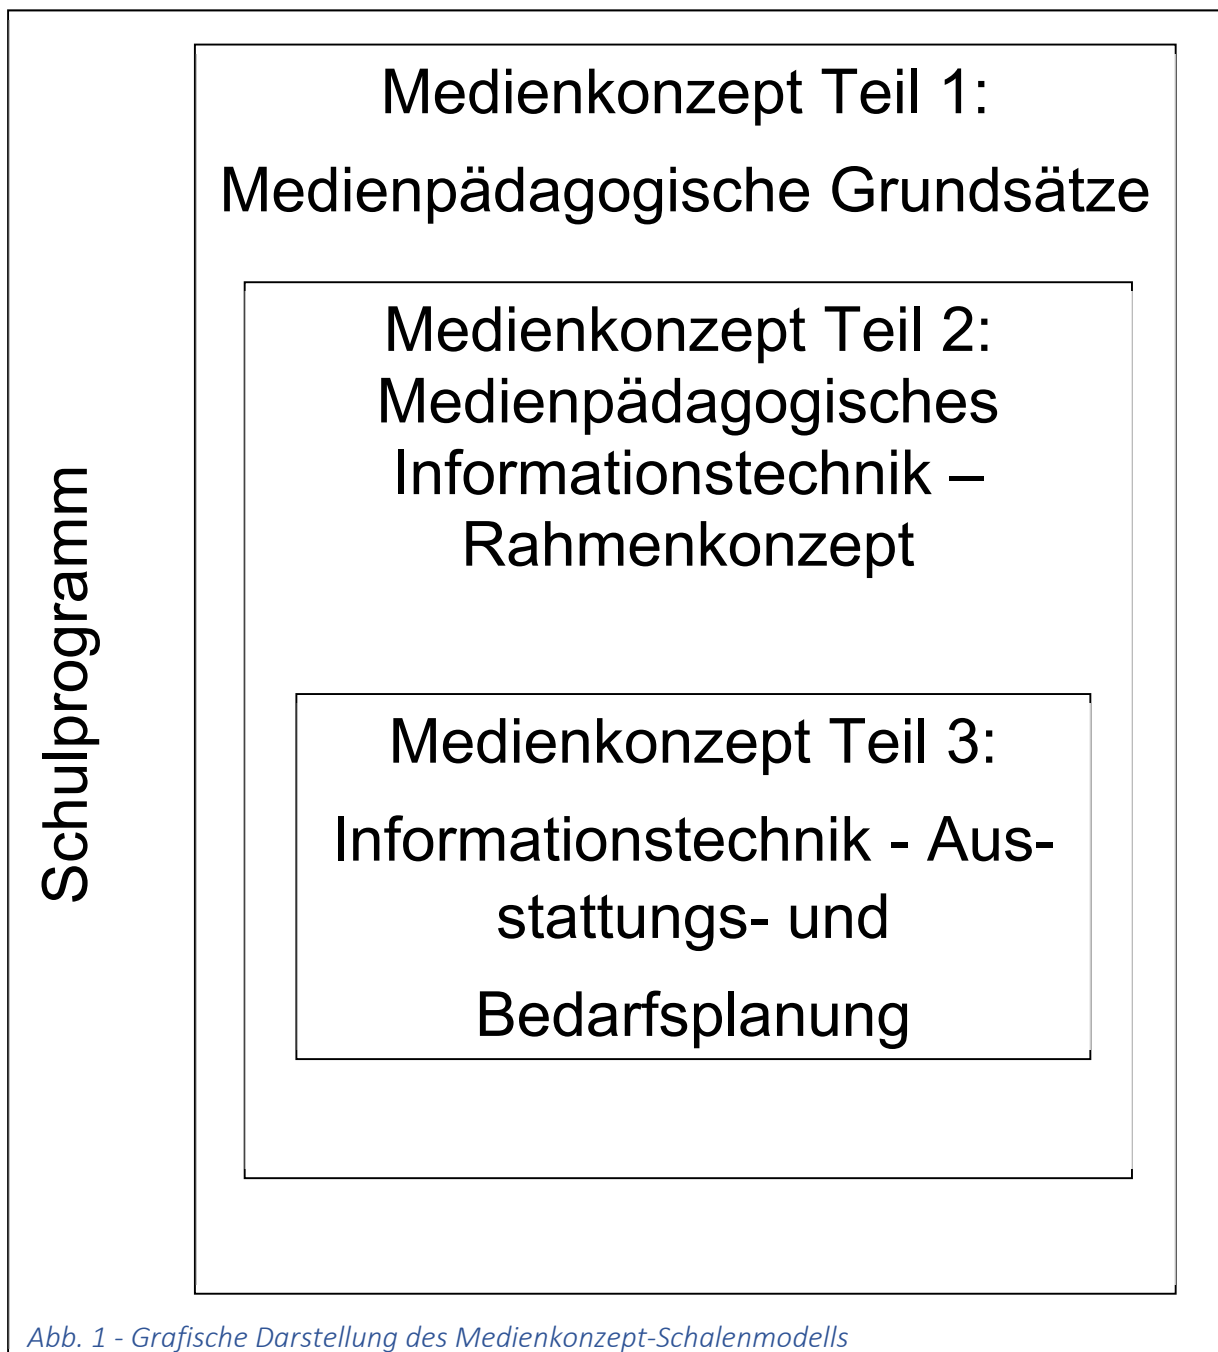 Schulprogramm
Medienkonzept Teil 1:
Medienpädagogische Grundsätze
Medienkonzept Teil 2:
Medienpädagogisches
Informationstechnik –
Rahmenkonzept
Medienkonzept Teil 3:
Informationstechnik - Aus-
stattungs- und
Bedarfsplanung
Abb. 1 - Grafische Darstellung des Medienkonzept-Schalenmodells